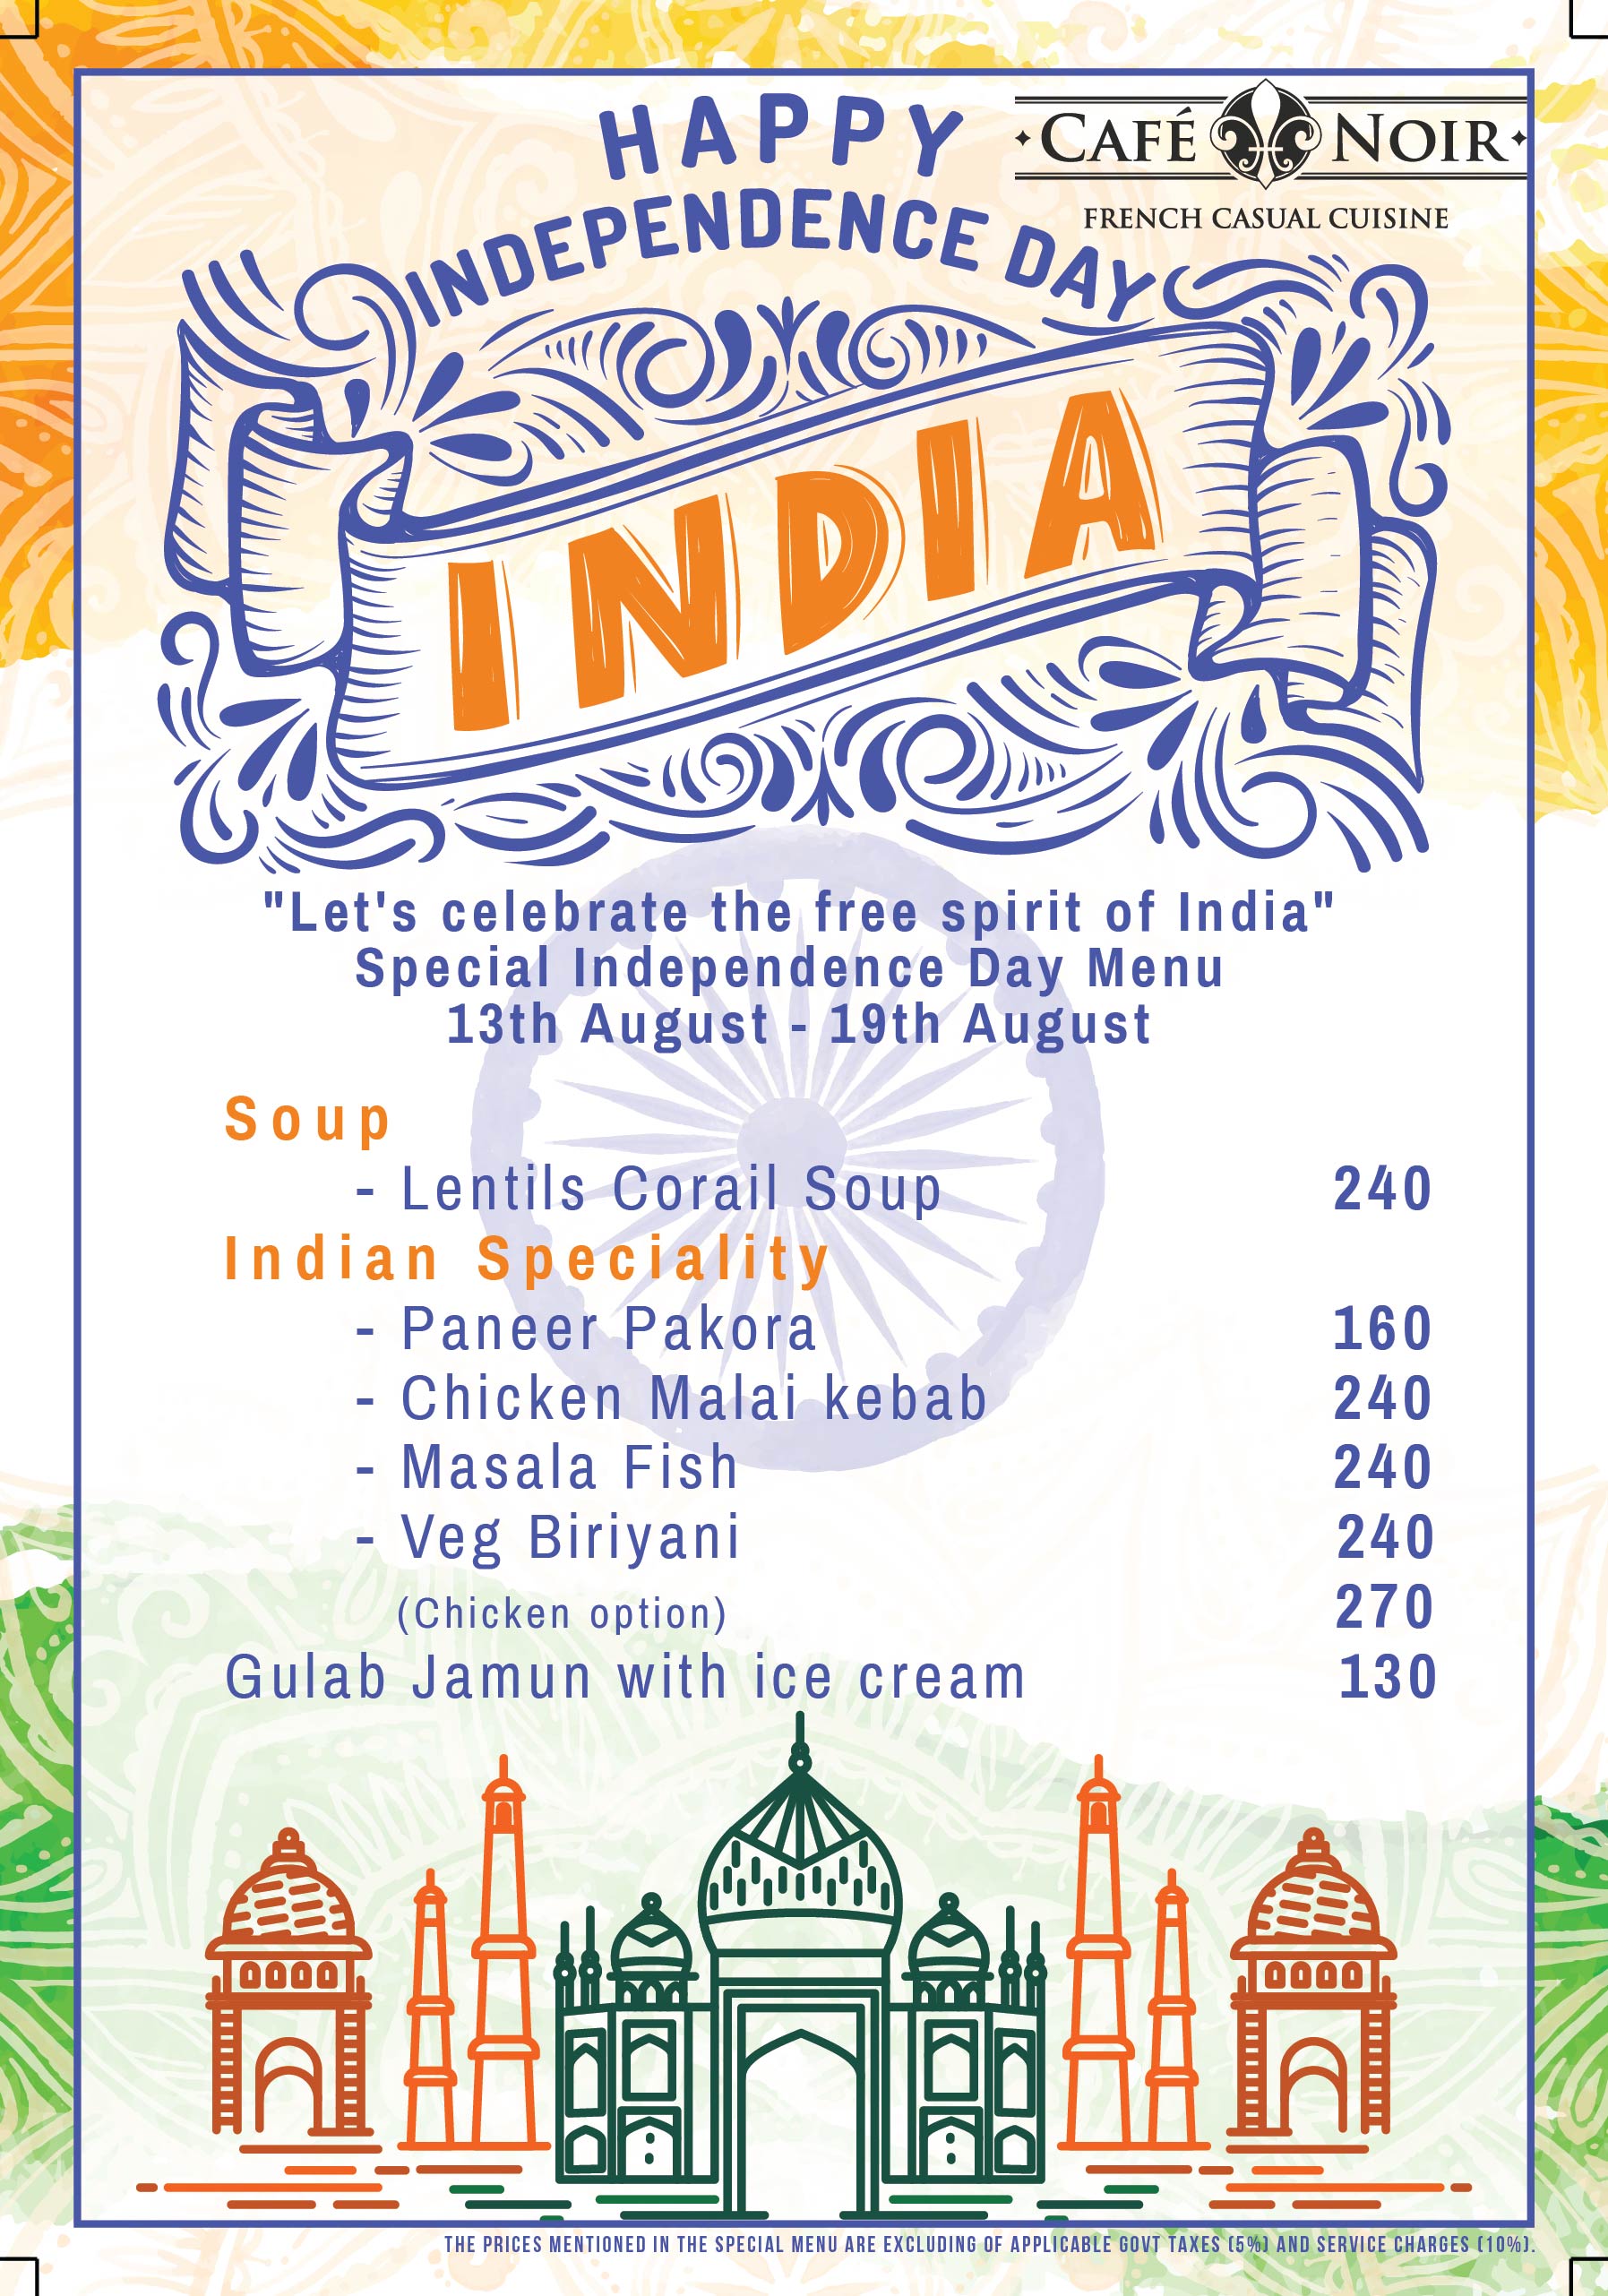 HAPPY
INDEPENDENCE DAY
CAFÉ NOIR
FRENCH CASUAL CUISINE
INDIA
"Let's celebrate the free spirit of India"
Special Independence Day Menu
13th August - 19th August
Soup
- Lentils Corail Soup 240
Indian Speciality
- Paneer Pakora 160
- Chicken Malai kebab 240
- Masala Fish 240
- Veg Biriyani 240
(Chicken option) 270
Gulab Jamun with ice cream 130
THE PRICES MENTIONED IN THE SPECIAL MENU ARE EXCLUDING OF APPLICABLE GOVT TAXES (5%) AND SERVICE CHARGES (10%).